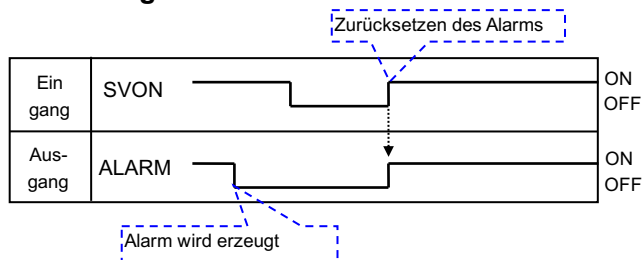 Zurücksetzen des Alarms
Ein
gang
SVON
ON
OFF
Aus-
gang
ALARM
ON
OFF
Alarm wird erzeugt